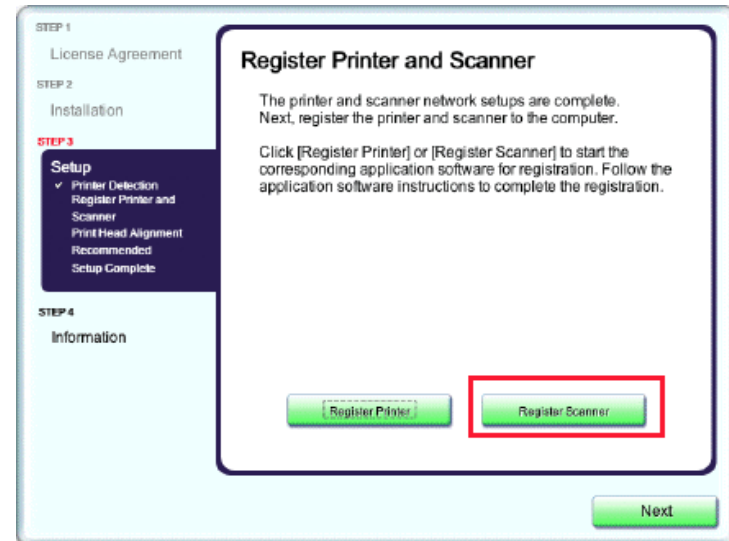 STEP 1
License Agreement
STEP 2
Installation
STEP 3
Setup
Printer Detection
Register Printer and
Scanner
Print Head Alignment
Recommended
Setup Complete
STEP 4
Information
Register Printer and Scanner
The printer and scanner network setups are complete.
Next, register the printer and scanner to the computer.
Click [Register Printer] or [Register Scanner] to start the
corresponding application software for registration. Follow the
application software instructions to complete the registration.
Register Printer
Register Scanner
Next